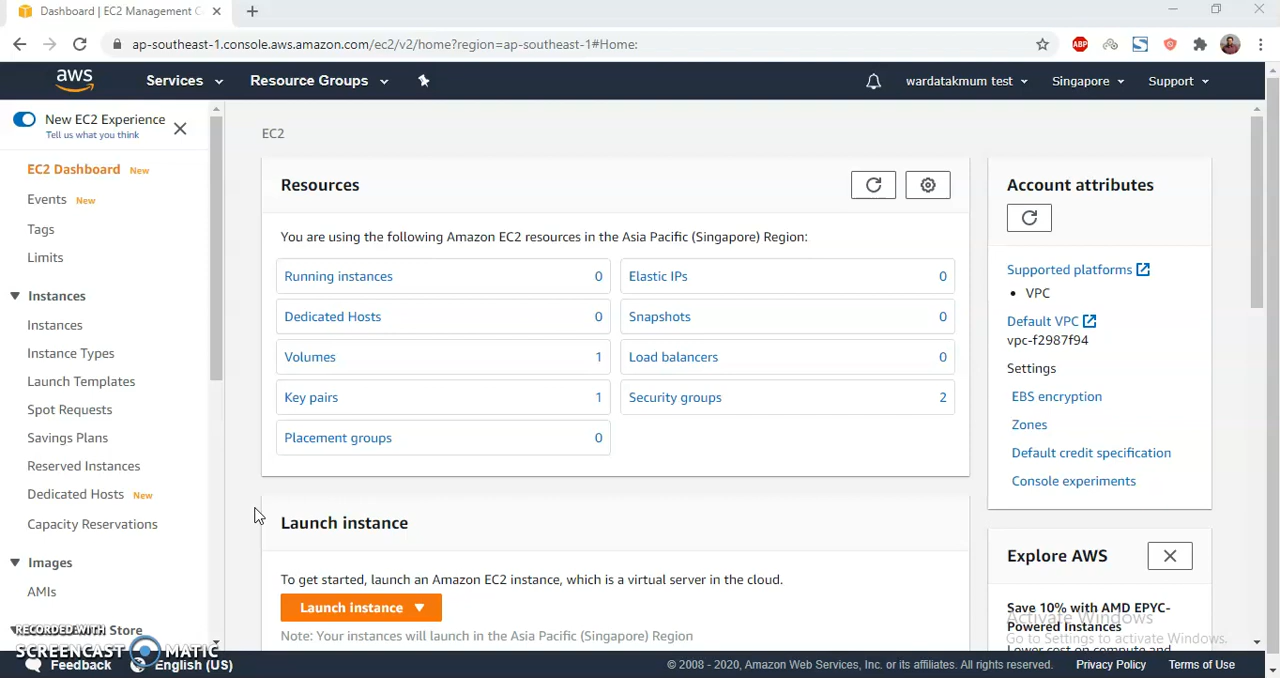 Dashboard | EC2 Management C
ap-southeast-1.console.aws.amazon.com/ec2/v2/home?region=ap-southeast-1#Home:
ABP
aws
Services
Resource Groups
wardatakmum test
Singapore
Support
New EC2 Experience
Tell us what you think
EC2 Dashboard New
Events New
Tags
Limits
Instances
Instances
Instance Types
Launch Templates
Spot Requests
Savings Plans
Reserved Instances
Dedicated Hosts New
Capacity Reservations
Images
AMIs
Store
EC2
Resources
You are using the following Amazon EC2 resources in the Asia Pacific (Singapore) Region:
Running instances 0
Elastic IPs 0
Dedicated Hosts 0
Snapshots 0
Volumes 1
Load balancers 0
Key pairs 1
Security groups 2
Placement groups 0
Launch instance
To get started, launch an Amazon EC2 instance, which is a virtual server in the cloud.
Launch instance
Note: Your instances will launch in the Asia Pacific (Singapore) Region
Account attributes
Supported platforms
• VPC
Default VPC
vpc-f2987f94
Settings
EBS encryption
Zones
Default credit specification
Console experiments
Explore AWS
Save 10% with AMD EPYC-
Powered Instances
Lower cost on compute and
Activate Windows
Go to Settings to activate Windows.
RECORDED WITH
SCREENCAST MATIC
Feedback
English (US)
© 2008 - 2020, Amazon Web Services, Inc. or its affiliates. All rights reserved.
Privacy Policy
Terms of Use